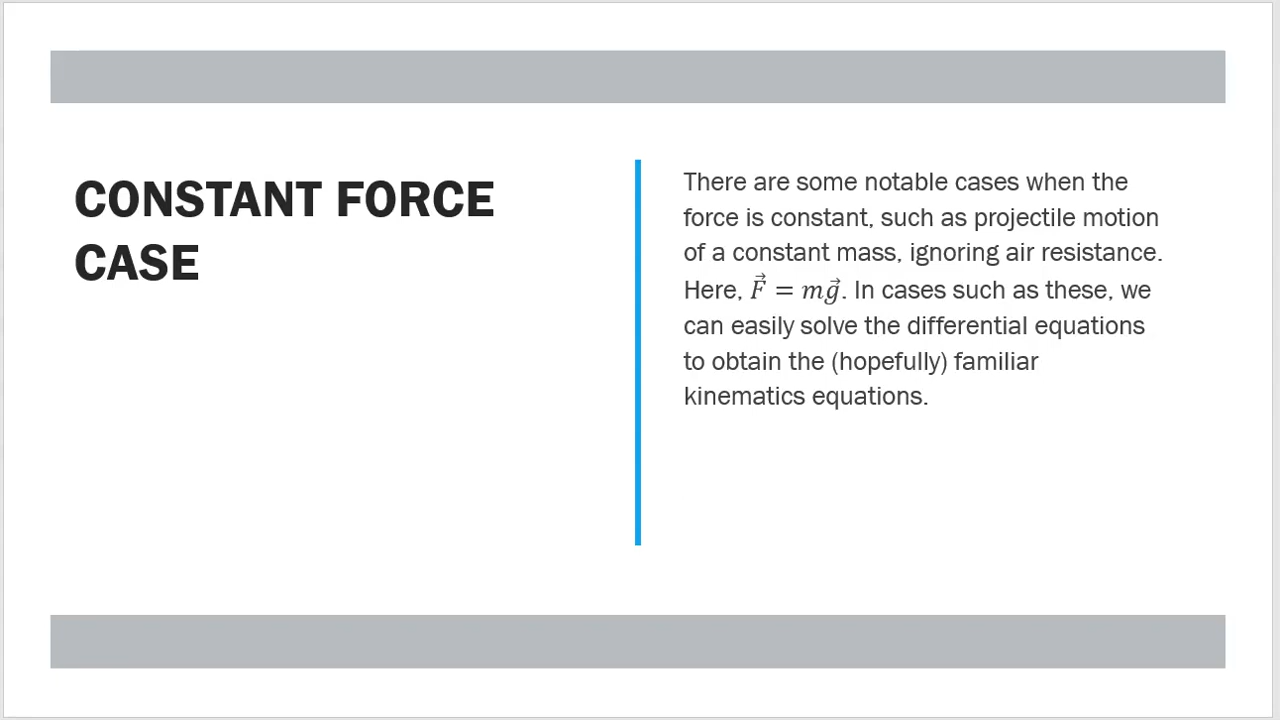 CONSTANT FORCE
CASE
There are some notable cases when the
force is constant, such as projectile motion
of a constant mass, ignoring air resistance.
Here, F⃗ = mg⃗. In cases such as these, we
can easily solve the differential equations
to obtain the (hopefully) familiar
kinematics equations.